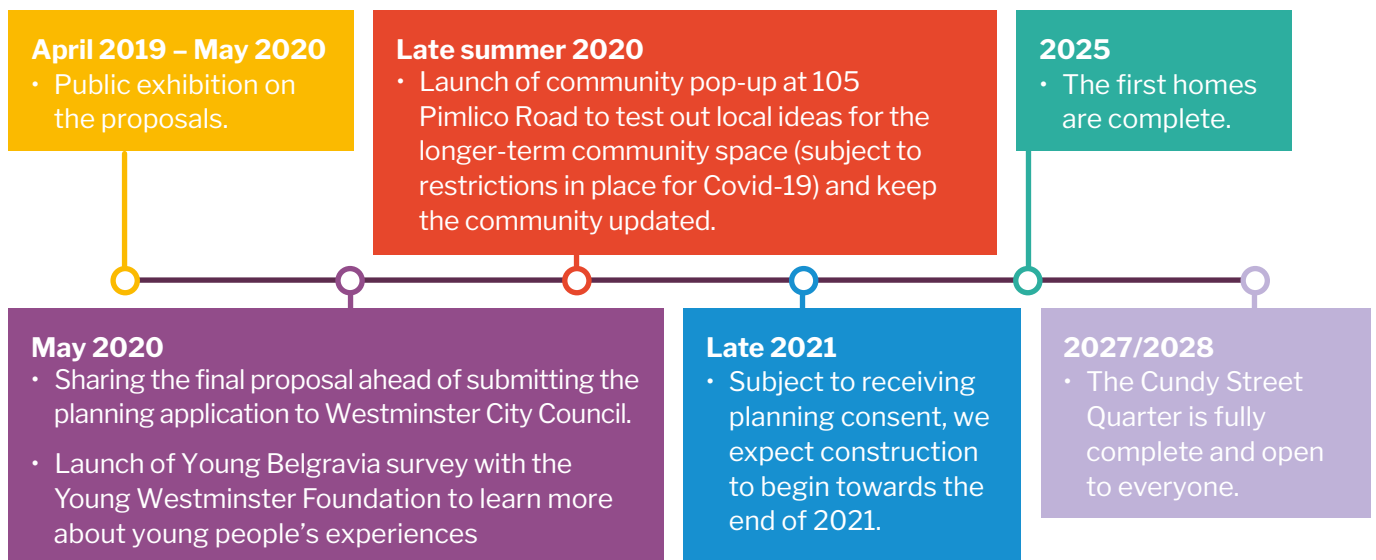 April 2019 – May 2020
• Public exhibition on
the proposals.
Late summer 2020
• Launch of community pop-up at 105
Pimlico Road to test out local ideas for the
longer-term community space (subject to
restrictions in place for Covid-19) and keep
the community updated.
2025
• The first homes
are complete.
May 2020
• Sharing the final proposal ahead of submitting the
planning application to Westminster City Council.
• Launch of Young Belgravia survey with the
Young Westminster Foundation to learn more
about young people’s experiences
Late 2021
• Subject to receiving
planning consent, we
expect construction
to begin towards the
end of 2021.
2027/2028
• The Cundy Street
Quarter is fully
complete and open
to everyone.